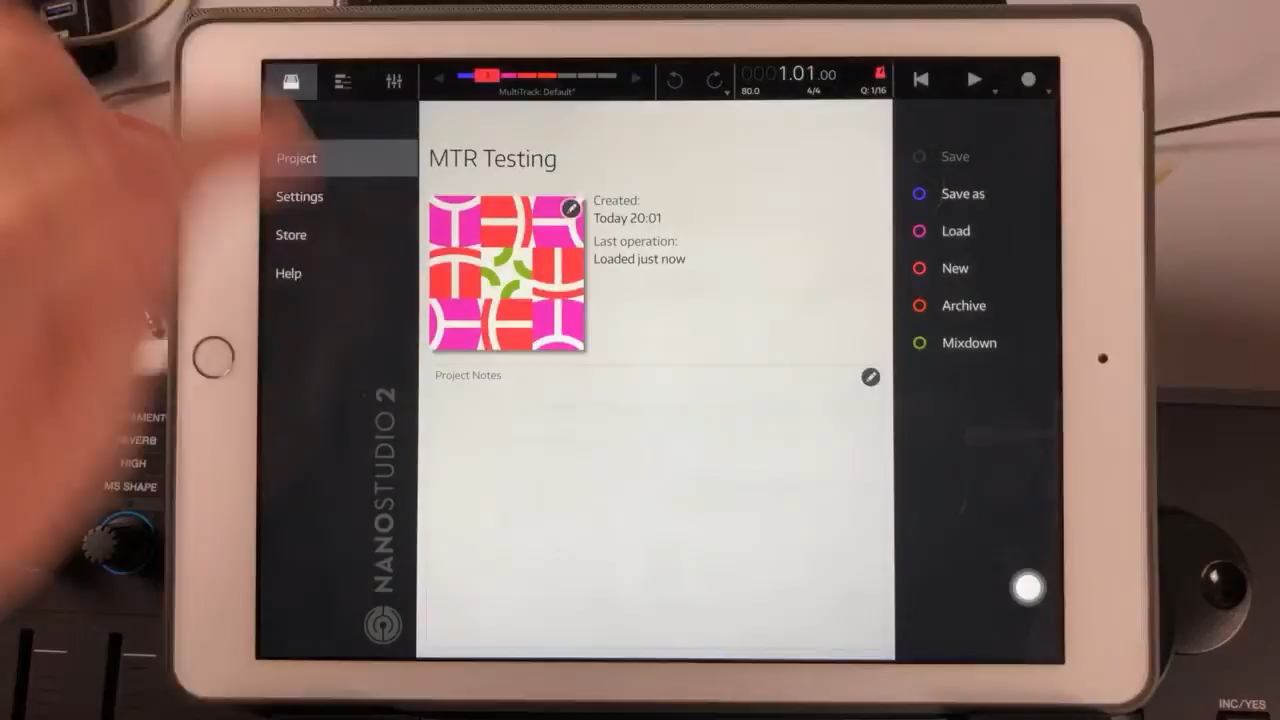 0001.01.00
80.0
4/4
Q: 1/16
MultiTrack: Default*
Project
Settings
Store
Help
NANOSTUDIO 2
MTR Testing
Created:
Today 20:01
Last operation:
Loaded just now
Project Notes
Save
Save as
Load
New
Archive
Mixdown
HIGH
MS SHAPE
INC/YES